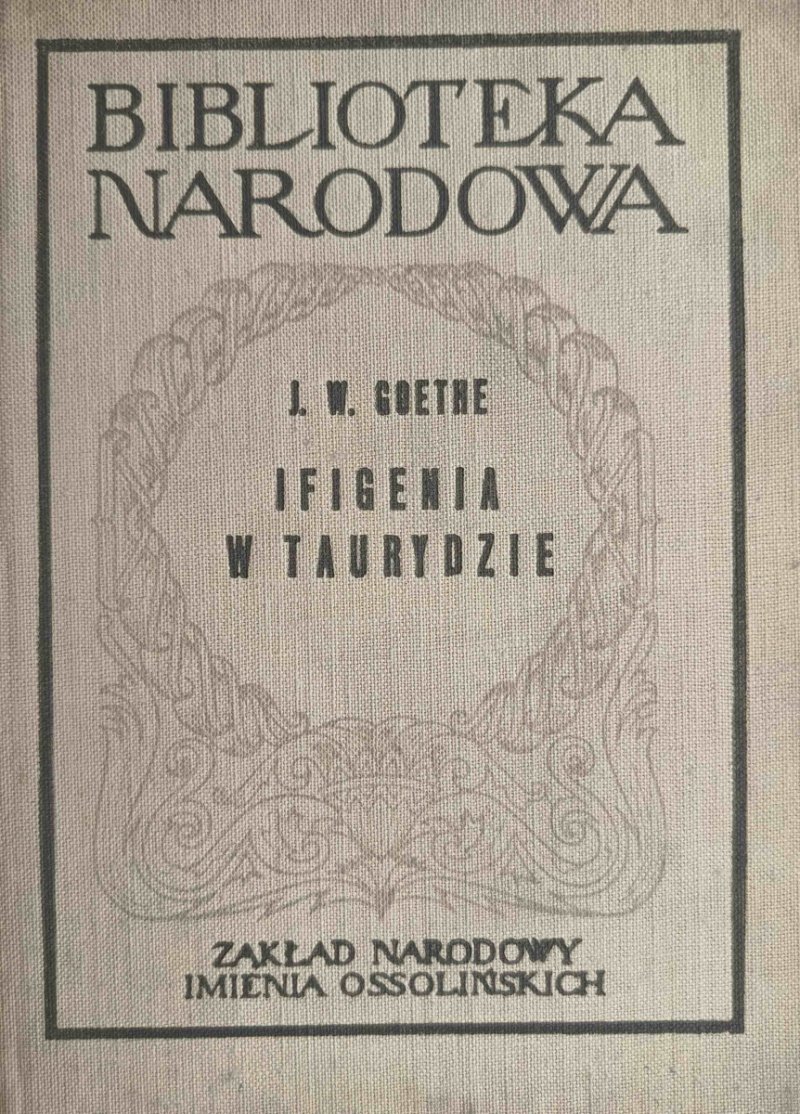 BIBLIOTEKA
NARODOWA
J. W. GOETHE
IFIGENIA
W TAURYDZIE
ZAKŁAD NARODOWY
IMIENIA OSSOLIŃSKICH